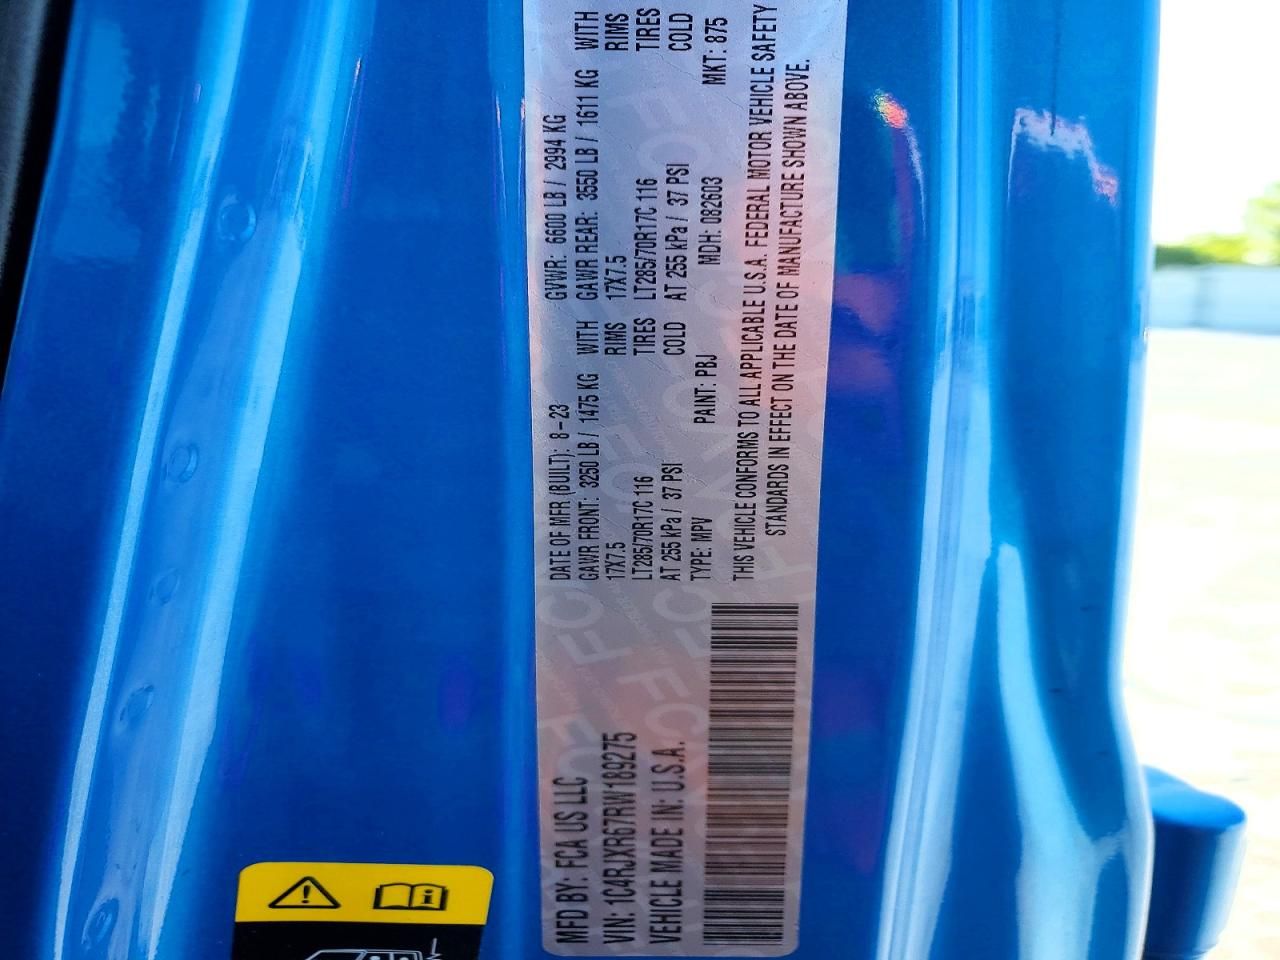 MFD BY: FCA US LLC
VIN: 1C4RJXR67RW189275
VEHICLE MADE IN: U.S.A.
DATE OF MFR (BUILT): 8-23 GVWR: 6600 LB / 2994 KG
GAWR FRONT: 3250 LB / 1475 KG WITH GAWR REAR: 3550 LB / 1611 KG WITH
17X7.5 RIMS 17X7.5 RIMS
LT285/70R17C 116 TIRES LT285/70R17C 116 TIRES
AT 255 kPa / 37 PSI COLD AT 255 kPa / 37 PSI COLD
TYPE: MPV PAINT: PBJ MDH: 082603 MKT: 875
THIS VEHICLE CONFORMS TO ALL APPLICABLE U.S.A. FEDERAL MOTOR VEHICLE SAFETY
STANDARDS IN EFFECT ON THE DATE OF MANUFACTURE SHOWN ABOVE.